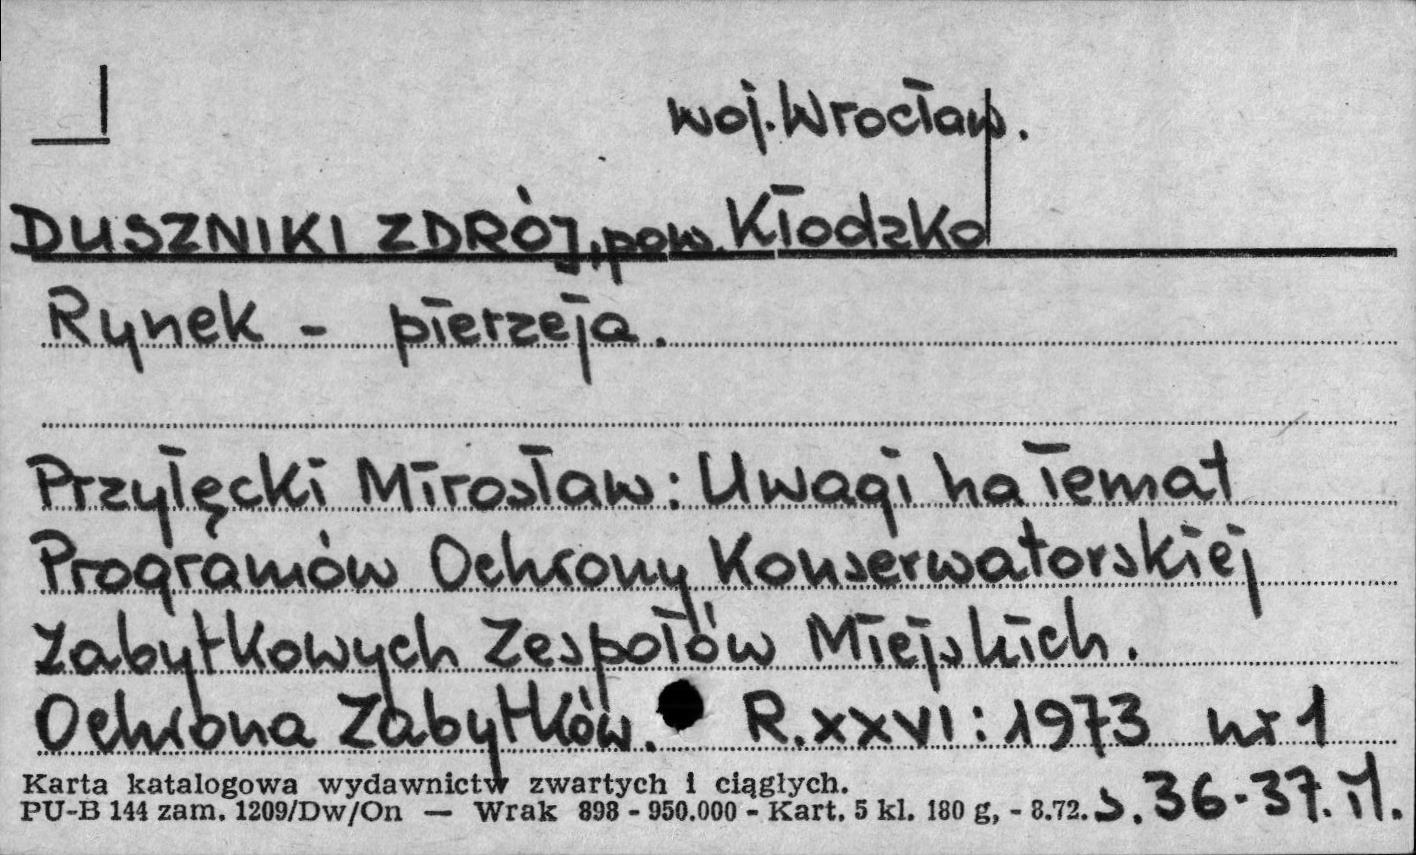 woj. Wrocław.
DUSZNIKI ZDRÓJ, pow. Kłodzko
Rynek - pierzeja.
Przyłęcki Mirosław: Uwagi na temat
Programów Ochrony Konserwatorskiej
Zabytkowych Zespołów Miejskich.
Ochrona Zabytków. R.XXVI: 1973 nr 1
s. 36-37. il.
Karta katalogowa wydawnictw zwartych i ciągłych.
PU-B 144 zam. 1209/Dw/On — Wrak 898 - 950.000 - Kart. 5 kl. 180 g, - 8.72.